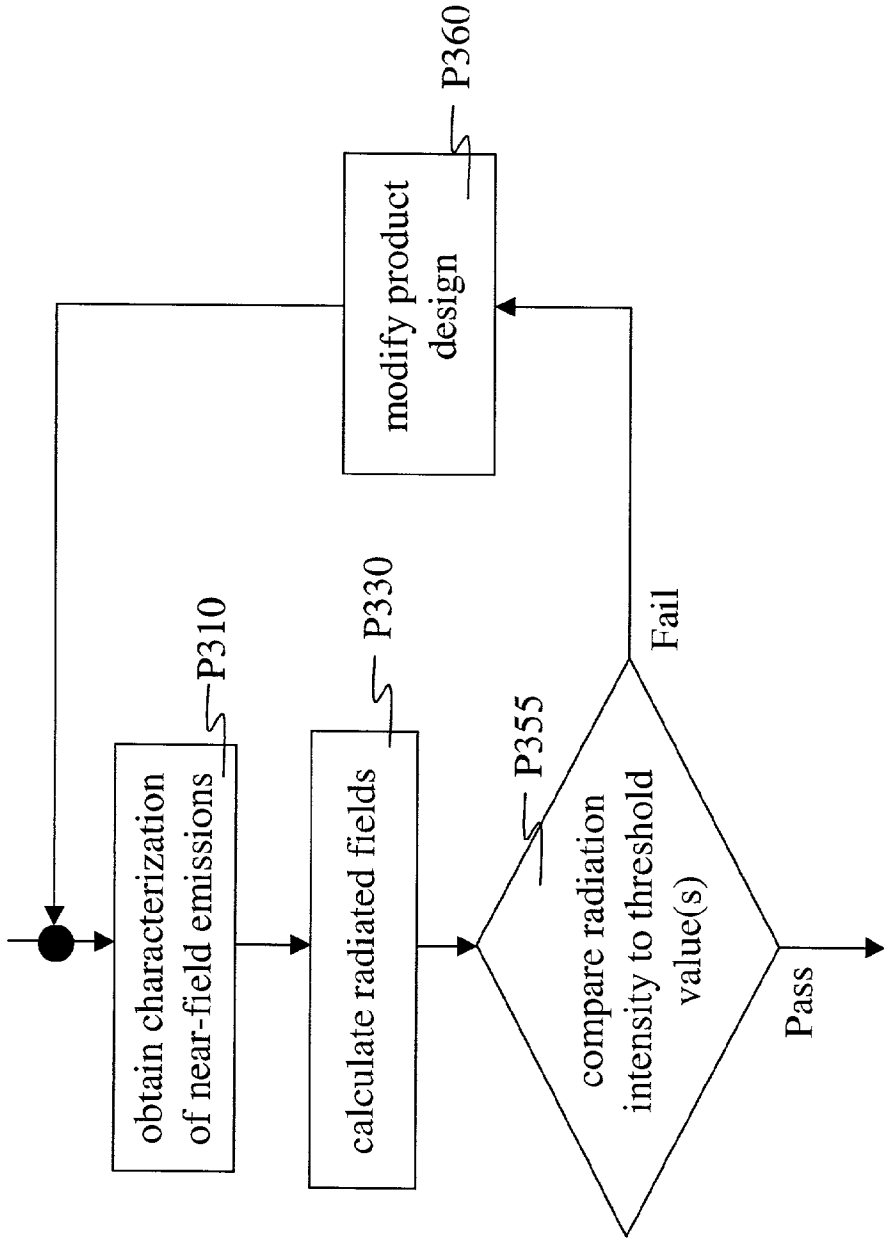 obtain characterization
of near-field emissions
P310
calculate radiated fields
P330
compare radiation
intensity to threshold
value(s)
P355
Pass
Fail
modify product
design
P360